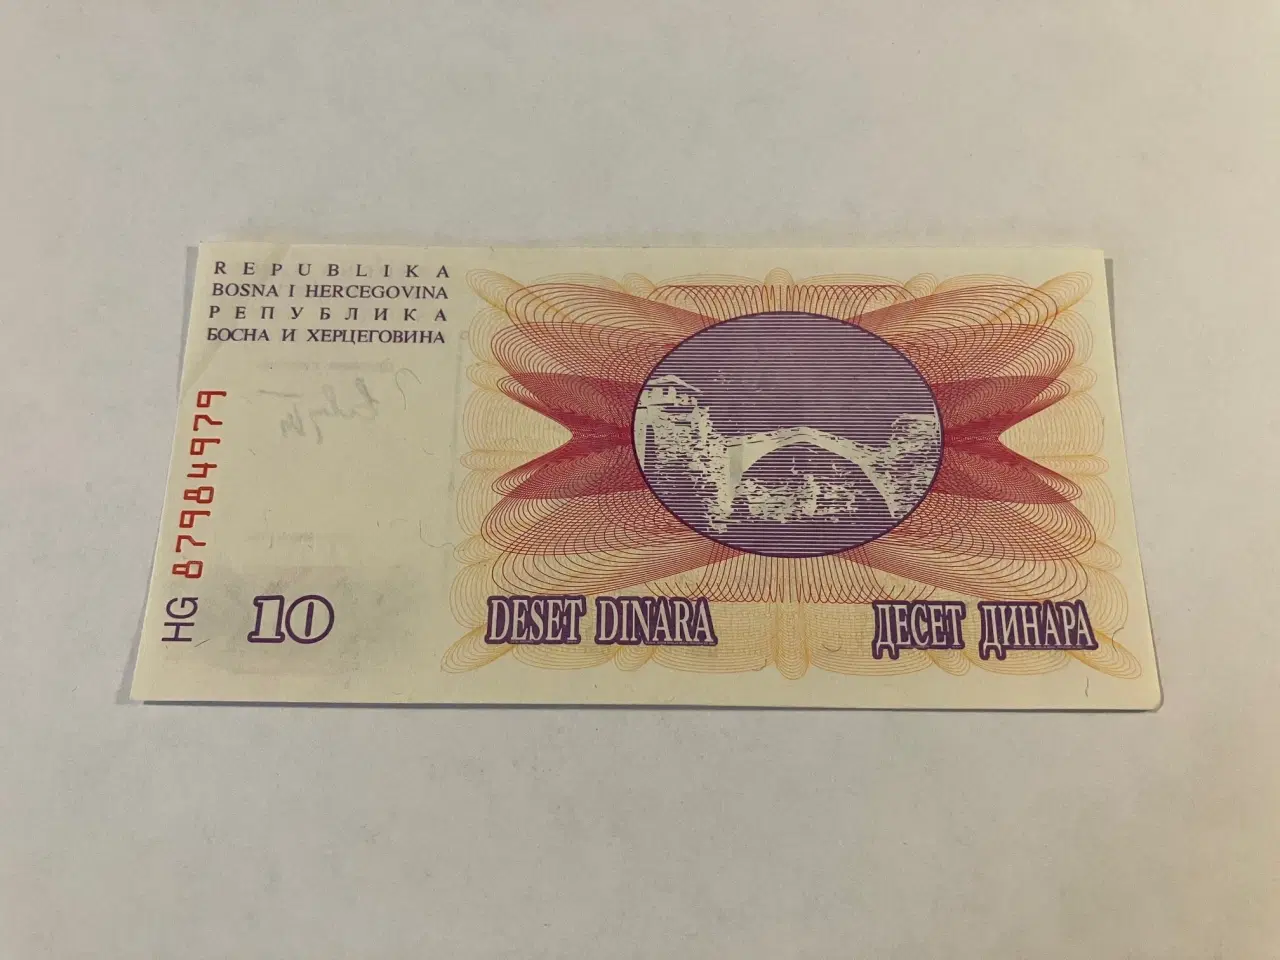 REPUBLIKA
BOSNA I HERCEGOVINA
РЕПУБЛИКА
БОСНА И ХЕРЦЕГОВИНА
HG 87984979
10
DESET DINARA
ДЕСЕТ ДИНАРА